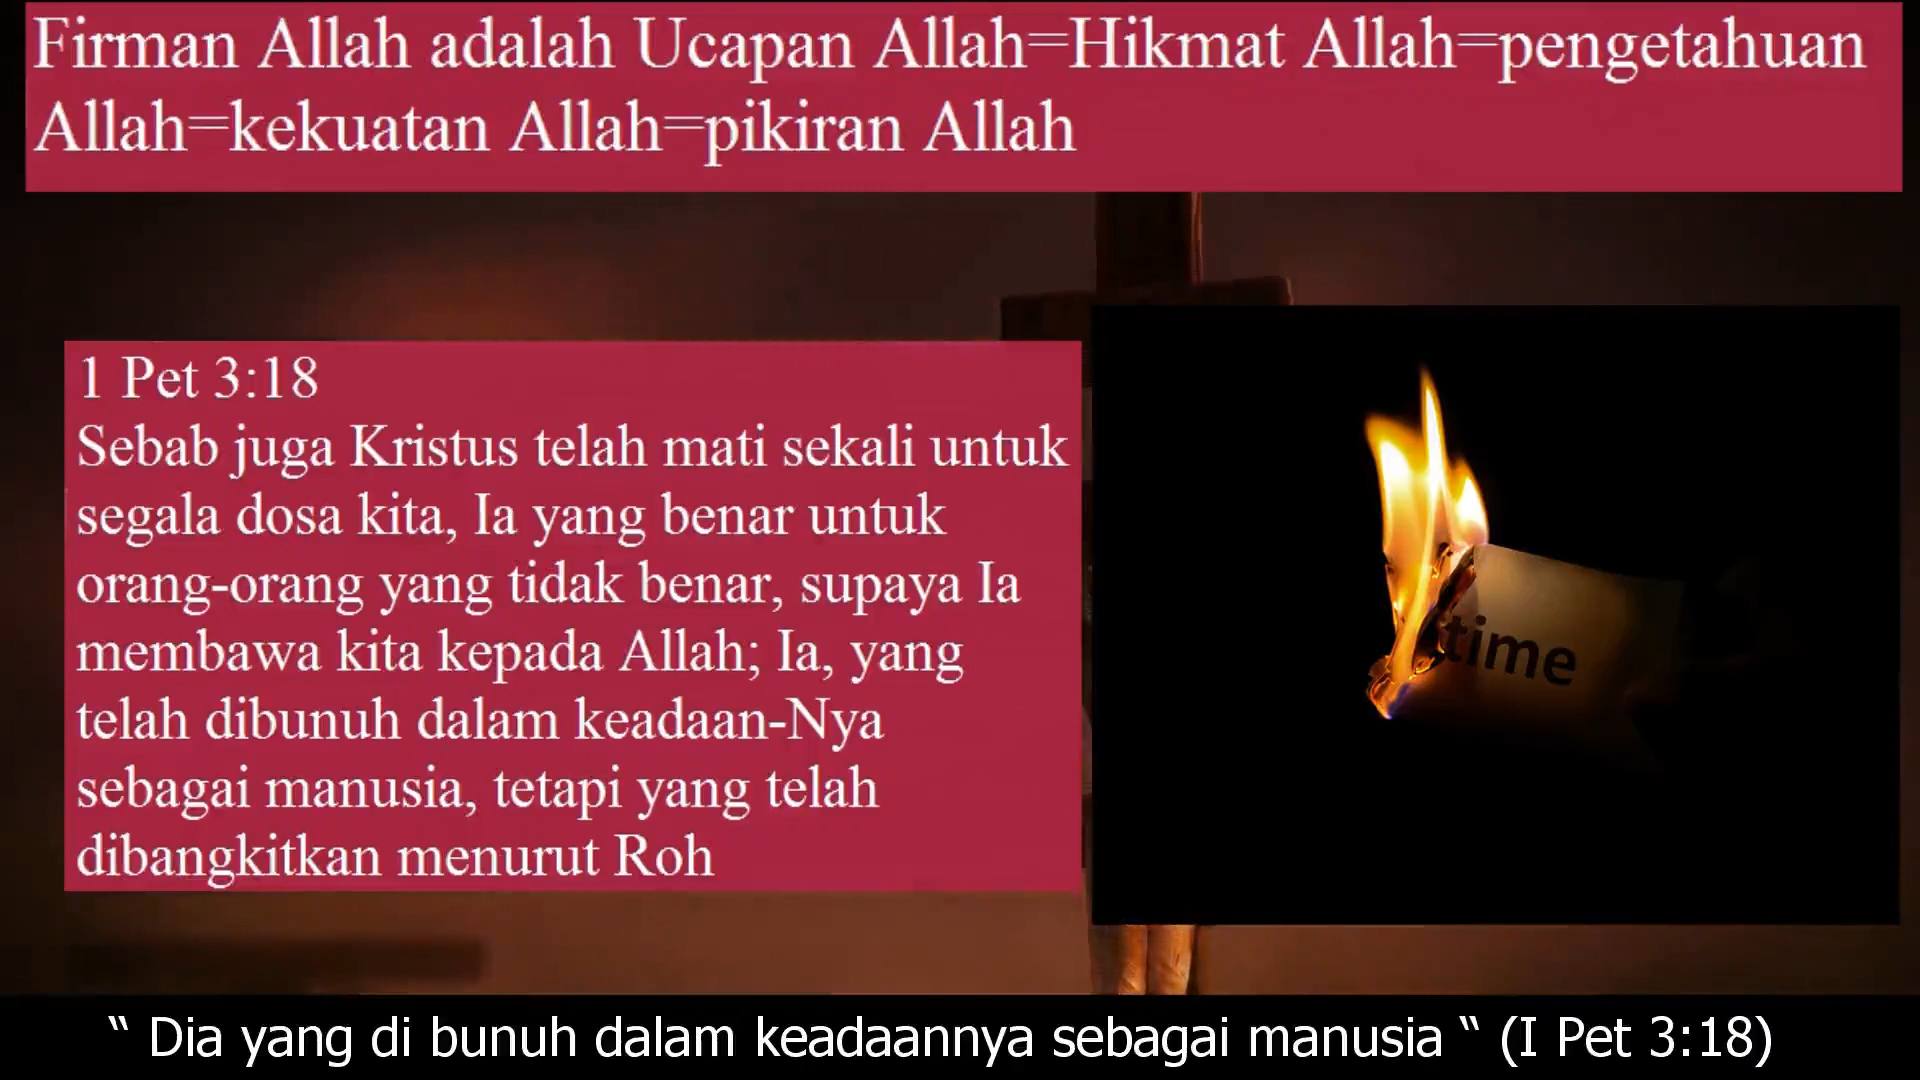 Firman Allah adalah Ucapan Allah=Hikmat Allah=pengetahuan
Allah=kekuatan Allah=pikiran Allah
1 Pet 3:18
Sebab juga Kristus telah mati sekali untuk
segala dosa kita, Ia yang benar untuk
orang-orang yang tidak benar, supaya Ia
membawa kita kepada Allah; Ia, yang
telah dibunuh dalam keadaan-Nya
sebagai manusia, tetapi yang telah
dibangkitkan menurut Roh
time
“ Dia yang di bunuh dalam keadaannya sebagai manusia “ (I Pet 3:18)